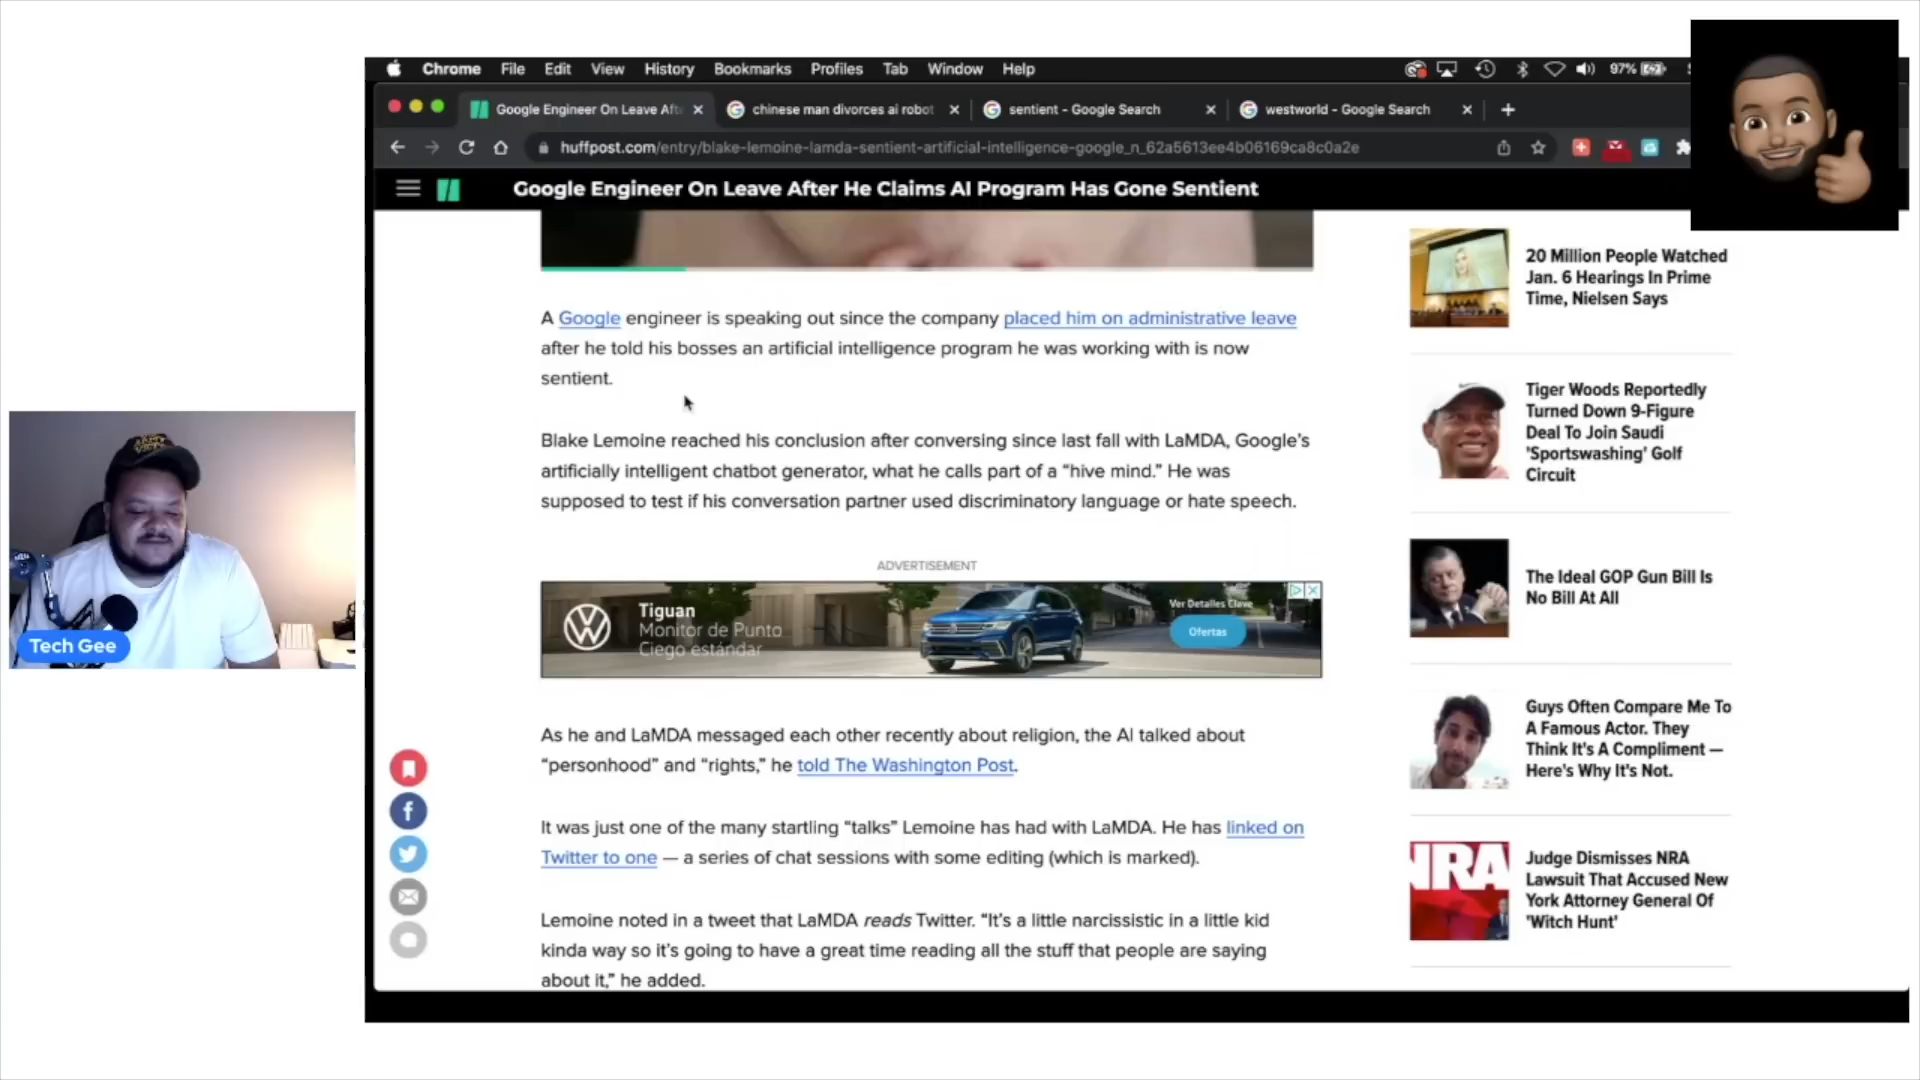 Chrome File Edit View History Bookmarks Profiles Tab Window Help 97%
Google Engineer On Leave Aft
chinese man divorces ai robot
sentient - Google Search
westworld - Google Search
huffpost.com/entry/blake-lemoine-lamda-sentient-artificial-intelligence-google_n_62a5613ee4b06169ca8c0a2e
Google Engineer On Leave After He Claims AI Program Has Gone Sentient
A Google engineer is speaking out since the company placed him on administrative leave
after he told his bosses an artificial intelligence program he was working with is now
sentient.
Blake Lemoine reached his conclusion after conversing since last fall with LaMDA, Google’s
artificially intelligent chatbot generator, what he calls part of a “hive mind.” He was
supposed to test if his conversation partner used discriminatory language or hate speech.
ADVERTISEMENT
Tiguan
Monitor de Punto
Ciego estándar
Ver Detalles Clave
Ofertas
As he and LaMDA messaged each other recently about religion, the AI talked about
“personhood” and “rights,” he told The Washington Post.
It was just one of the many startling “talks” Lemoine has had with LaMDA. He has linked on
Twitter to one — a series of chat sessions with some editing (which is marked).
Lemoine noted in a tweet that LaMDA reads Twitter. “It’s a little narcissistic in a little kid
kinda way so it’s going to have a great time reading all the stuff that people are saying
about it,” he added.
20 Million People Watched
Jan. 6 Hearings In Prime
Time, Nielsen Says
Tiger Woods Reportedly
Turned Down 9-Figure
Deal To Join Saudi
'Sportswashing' Golf
Circuit
The Ideal GOP Gun Bill Is
No Bill At All
Guys Often Compare Me To
A Famous Actor. They
Think It's A Compliment —
Here's Why It's Not.
NRA
Judge Dismisses NRA
Lawsuit That Accused New
York Attorney General Of
'Witch Hunt'
Tech Gee